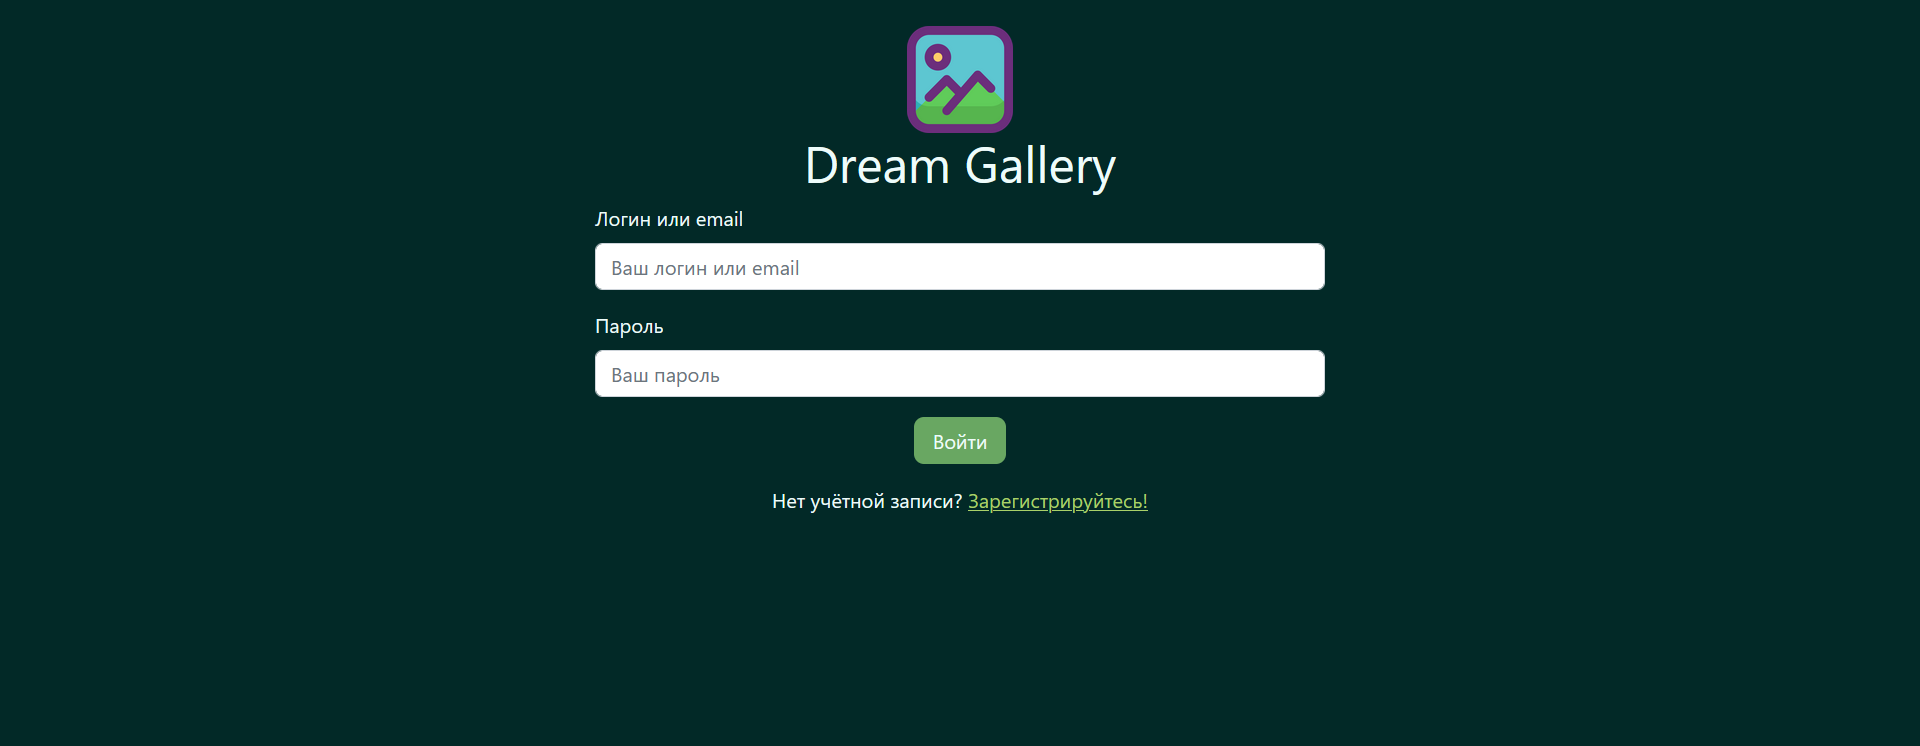 Dream Gallery
Логин или email
Ваш логин или email
Пароль
Ваш пароль
Войти
Нет учётной записи? Зарегистрируйтесь!